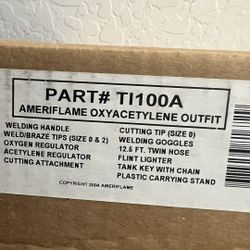 PART# TI100A
AMERIFLAME OXYACETYLENE OUTFIT
WELDING HANDLE
WELD/BRAZE TIPS (SIZE 0 & 2)
OXYGEN REGULATOR
ACETYLENE REGULATOR
CUTTING ATTACHMENT
CUTTING TIP (SIZE 0)
WELDING GOGGLES
12.5 FT. TWIN HOSE
FLINT LIGHTER
TANK KEY WITH CHAIN
PLASTIC CARRYING STAND
COPYRIGHT 2004 AMERIFLAME